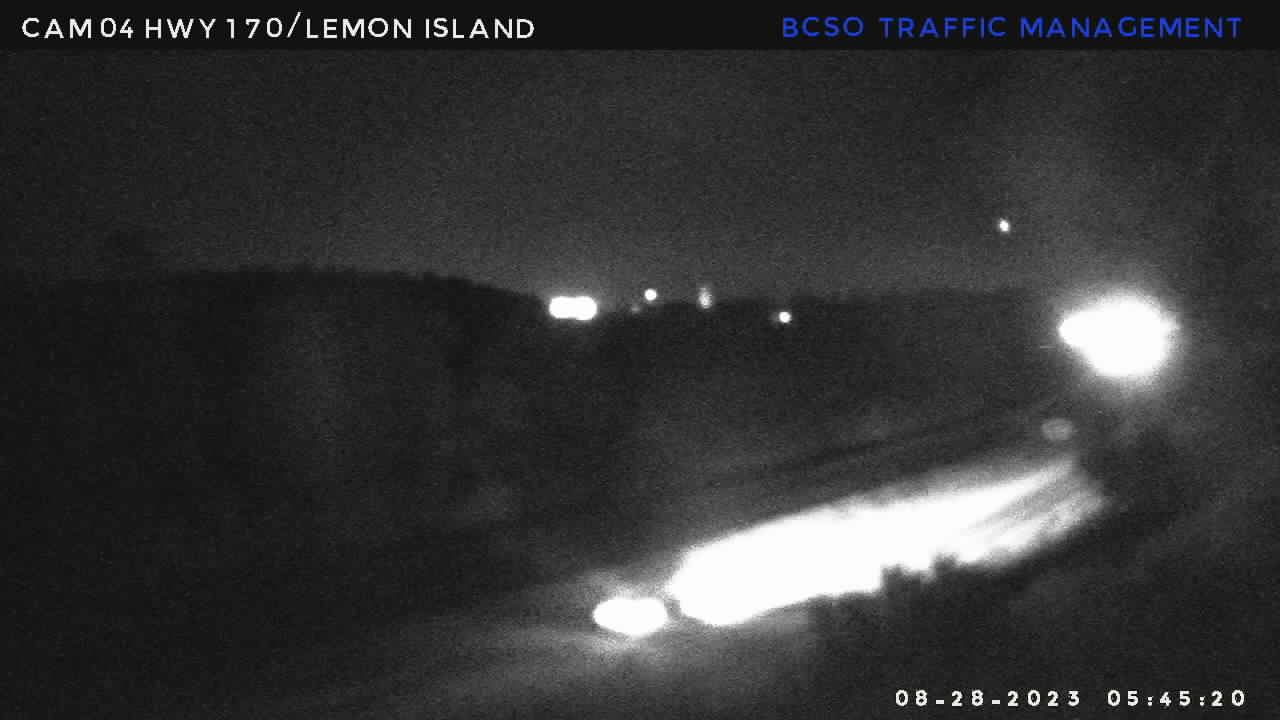 CAM04 HWY 170/LEMON ISLAND
BCSO TRAFFIC MANAGEMENT
08-28-2023 05:45:20